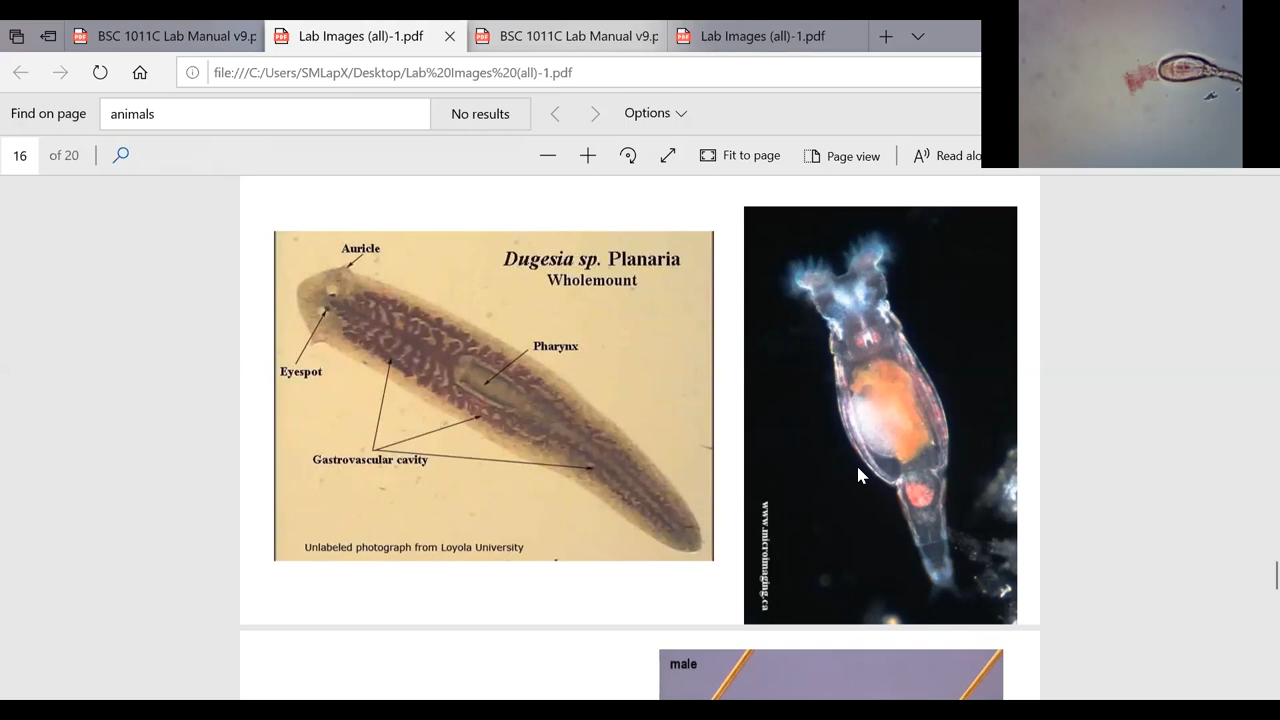 BSC 1011C Lab Manual v9.p
Lab Images (all)-1.pdf
BSC 1011C Lab Manual v9.p
Lab Images (all)-1.pdf
file:///C:/Users/SMLapX/Desktop/Lab%20Images%20(all)-1.pdf
Find on page
animals
No results
Options
16 of 20
Fit to page
Page view
Read alo
Auricle
Dugesia sp. Planaria
Wholemount
Pharynx
Eyespot
Gastrovascular cavity
Unlabeled photograph from Loyola University
www.microimaging.ca
male